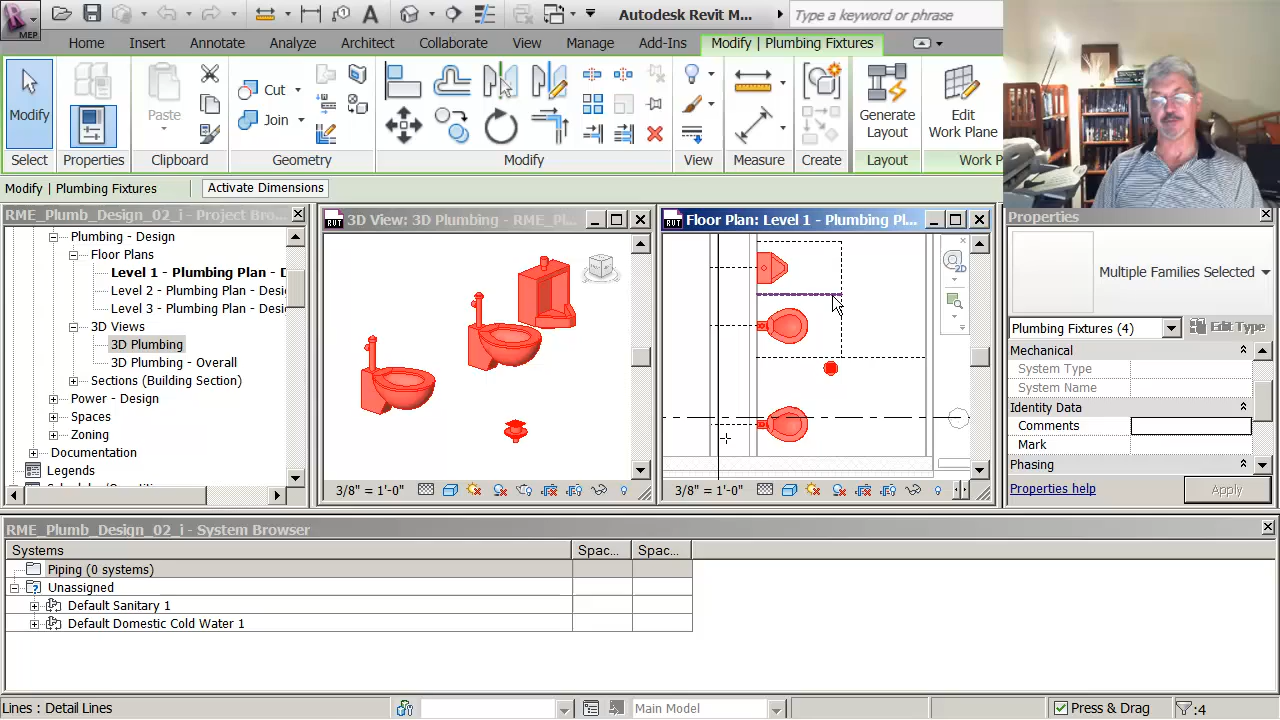 MEP
Autodesk Revit M...
Type a keyword or phrase
Home
Insert
Annotate
Analyze
Architect
Collaborate
View
Manage
Add-Ins
Modify | Plumbing Fixtures
Modify
Paste
Cut
Join
Generate
Layout
Edit
Work Plane
Select
Properties
Clipboard
Geometry
Modify
View
Measure
Create
Layout
Work P
Modify | Plumbing Fixtures
Activate Dimensions
RME_Plumb_Design_02_i - Project Bro...
Plumbing - Design
Floor Plans
Level 1 - Plumbing Plan - D
Level 2 - Plumbing Plan - Desi
Level 3 - Plumbing Plan - Desi
3D Views
3D Plumbing
3D Plumbing - Overall
Sections (Building Section)
Power - Design
Spaces
Zoning
Documentation
Legends
RVT
3D View: 3D Plumbing - RME_Pl...
3/8" = 1'-0"
RVT
Floor Plan: Level 1 - Plumbing Pl...
2D
3/8" = 1'-0"
Properties
Multiple Families Selected
Plumbing Fixtures (4)
Edit Type
Mechanical
System Type
System Name
Identity Data
Comments
Mark
Phasing
Properties help
Apply
RME_Plumb_Design_02_i - System Browser
Systems
Spac...
Spac...
Piping (0 systems)
Unassigned
Default Sanitary 1
Default Domestic Cold Water 1
Lines : Detail Lines
Main Model
Press & Drag
:4